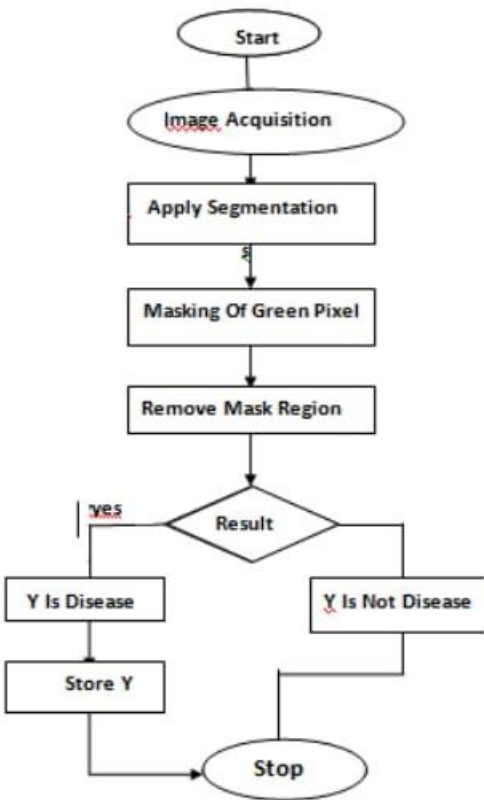 Start
Image Acquisition
Apply Segmentation
s
Masking Of Green Pixel
Remove Mask Region
yes
Result
Y Is Disease
Y Is Not Disease
Store Y
Stop